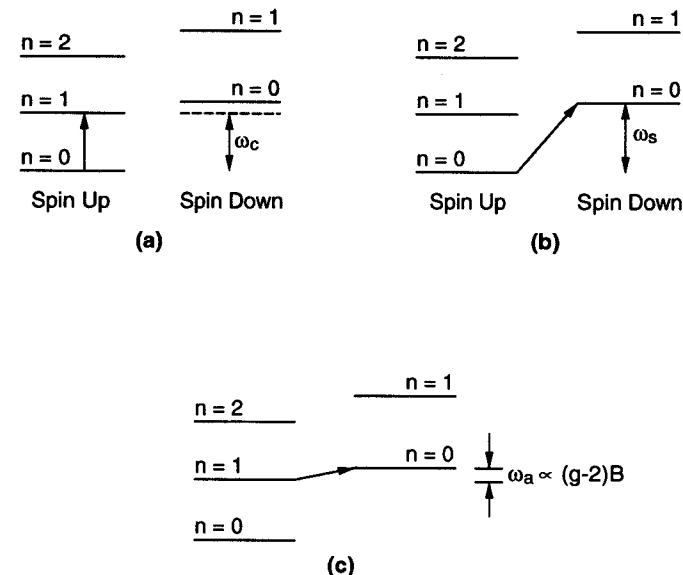 n = 2
n = 1
n = 0
Spin Up
n = 1
n = 0
ωc
Spin Down
(a)
n = 2
n = 1
n = 0
Spin Up
n = 1
n = 0
ωs
Spin Down
(b)
n = 2
n = 1
n = 0
n = 1
n = 0
ωa ∝ (g-2)B
(c)